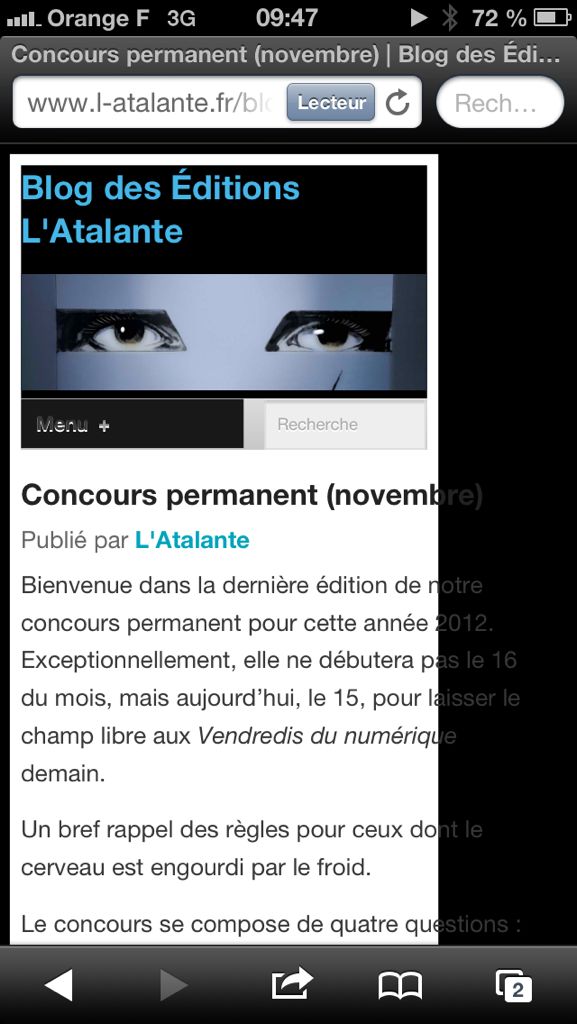 Orange F 3G 09:47 72 %
Concours permanent (novembre) | Blog des Édi...
www.l-atalante.fr/blo Lecteur Rech...
Blog des Éditions
L'Atalante
Menu + Recherche
Concours permanent (novembre)
Publié par L'Atalante
Bienvenue dans la dernière édition de notre
concours permanent pour cette année 2012.
Exceptionnellement, elle ne débutera pas le 16
du mois, mais aujourd’hui, le 15, pour laisser le
champ libre aux Vendredis du numérique
demain.
Un bref rappel des règles pour ceux dont le
cerveau est engourdi par le froid.
Le concours se compose de quatre questions :
2